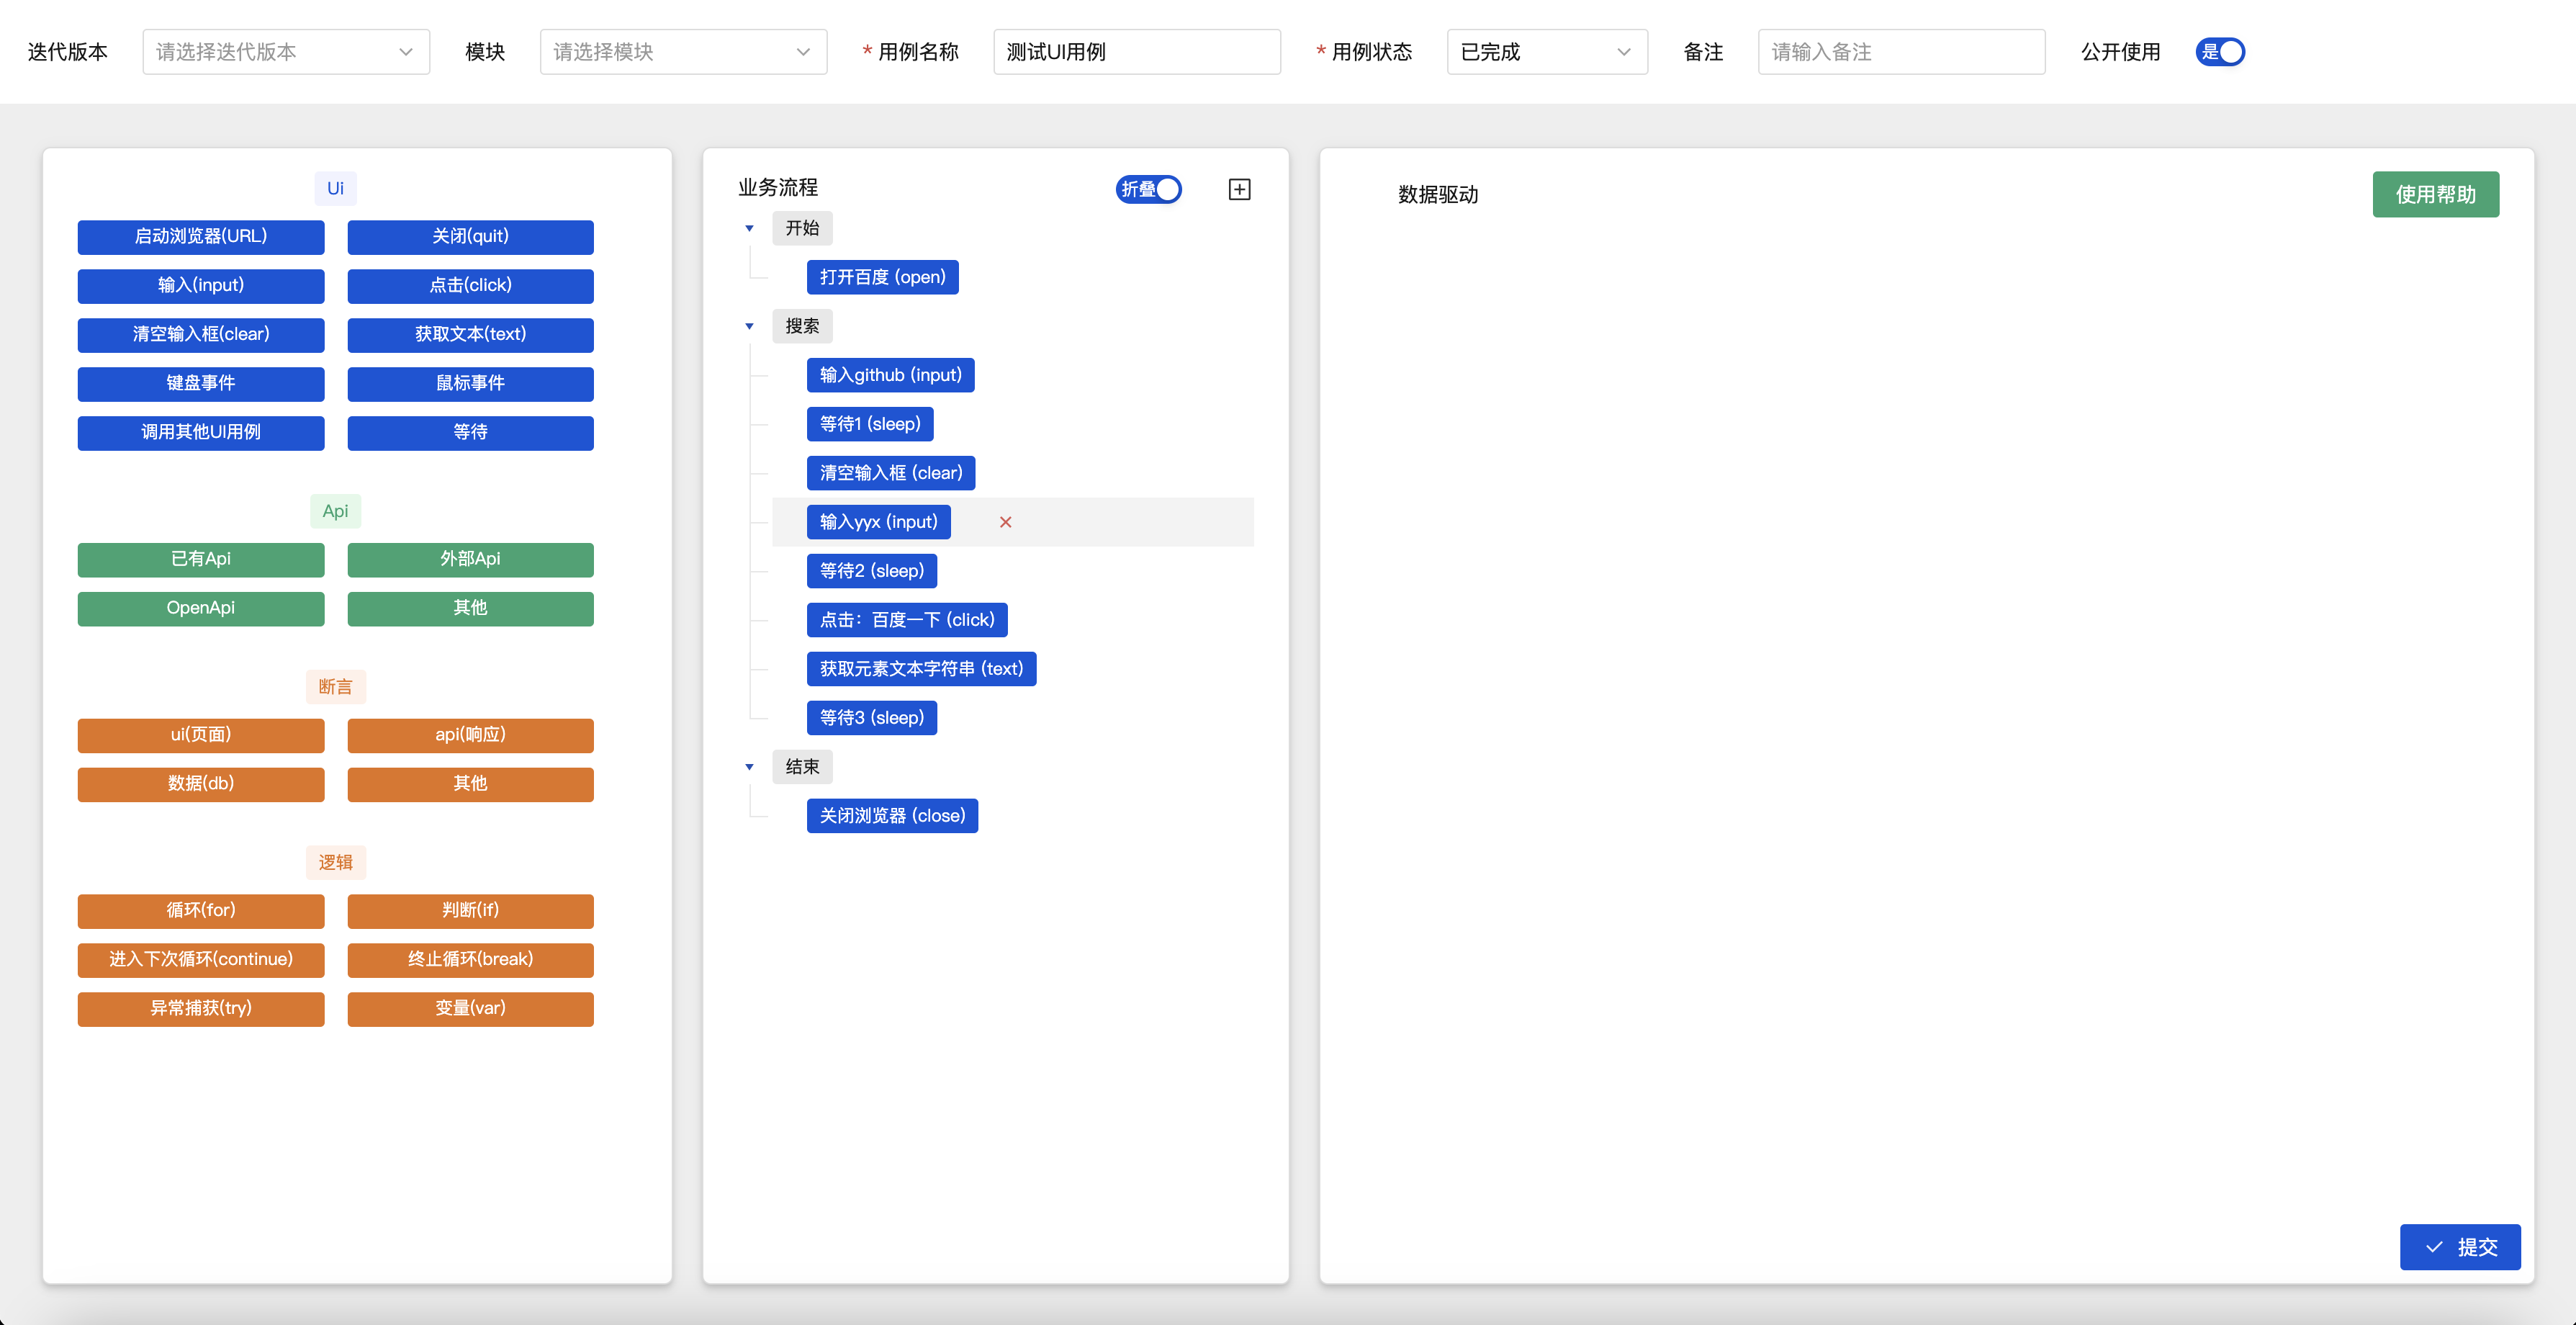 迭代版本 请选择迭代版本 模块 请选择模块 * 用例名称 测试UI用例 * 用例状态 已完成 备注 请输入备注 公开使用 是
Ui
启动浏览器(URL) 关闭(quit)
输入(input) 点击(click)
清空输入框(clear) 获取文本(text)
键盘事件 鼠标事件
调用其他UI用例 等待
Api
已有Api 外部Api
OpenApi 其他
断言
ui(页面) api(响应)
数据(db) 其他
逻辑
循环(for) 判断(if)
进入下次循环(continue) 终止循环(break)
异常捕获(try) 变量(var)
业务流程 折叠
开始
打开百度 (open)
搜索
输入github (input)
等待1 (sleep)
清空输入框 (clear)
输入yyx (input)
等待2 (sleep)
点击：百度一下 (click)
获取元素文本字符串 (text)
等待3 (sleep)
结束
关闭浏览器 (close)
数据驱动 使用帮助
提交